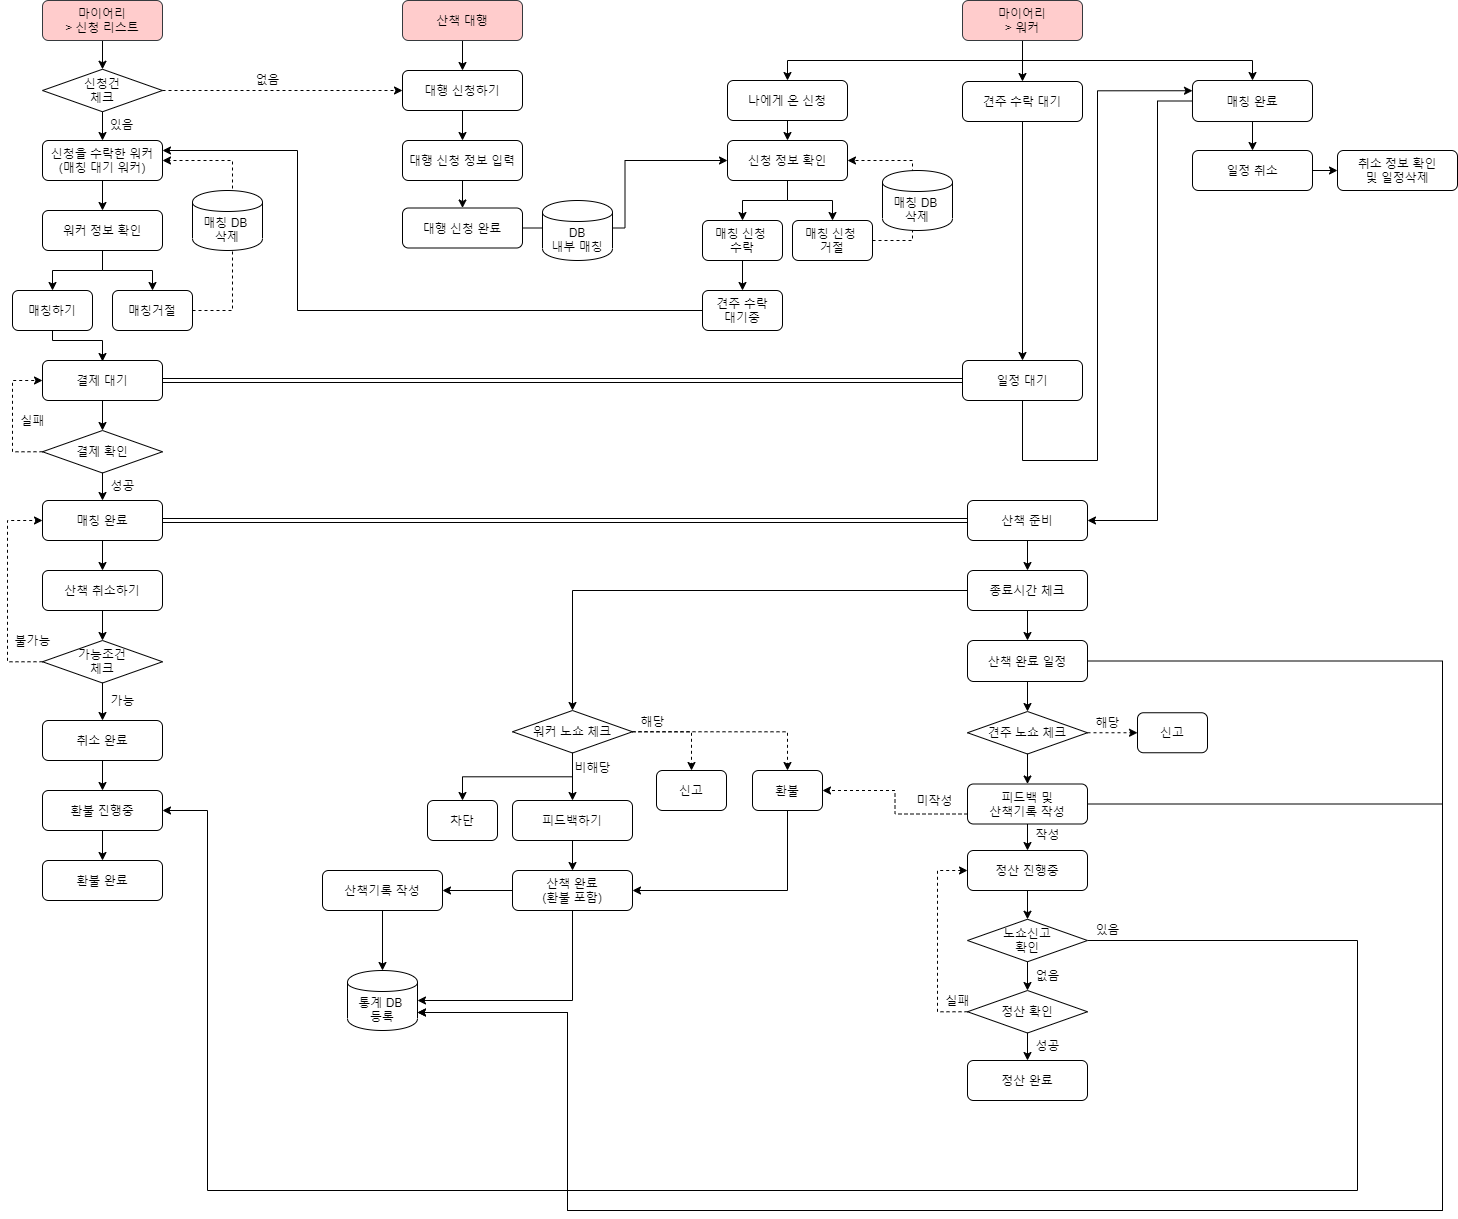 마이어리
> 신청 리스트
산책 대행
마이어리
> 워커
신청건
체크
없음
있음
대행 신청하기
나에게 온 신청
견주 수락 대기
매칭 완료
신청을 수락한 워커
(매칭 대기 워커)
대행 신청 정보 입력
신청 정보 확인
일정 취소
취소 정보 확인
및 일정삭제
매칭 DB
삭제
매칭 DB
삭제
워커 정보 확인
대행 신청 완료
DB
내부 매칭
매칭 신청
수락
매칭 신청
거절
매칭하기
매칭거절
견주 수락
대기중
결제 대기
일정 대기
실패
결제 확인
성공
매칭 완료
산책 준비
산책 취소하기
종료시간 체크
불가능
가능조건
체크
산책 완료 일정
가능
취소 완료
워커 노쇼 체크
해당
비해당
견주 노쇼 체크
해당
신고
신고
환불
차단
피드백하기
미작성
피드백 및
산책기록 작성
작성
환불 진행중
환불 완료
산책기록 작성
산책 완료
(환불 포함)
정산 진행중
노쇼신고
확인
있음
없음
통계 DB
등록
실패
정산 확인
성공
정산 완료